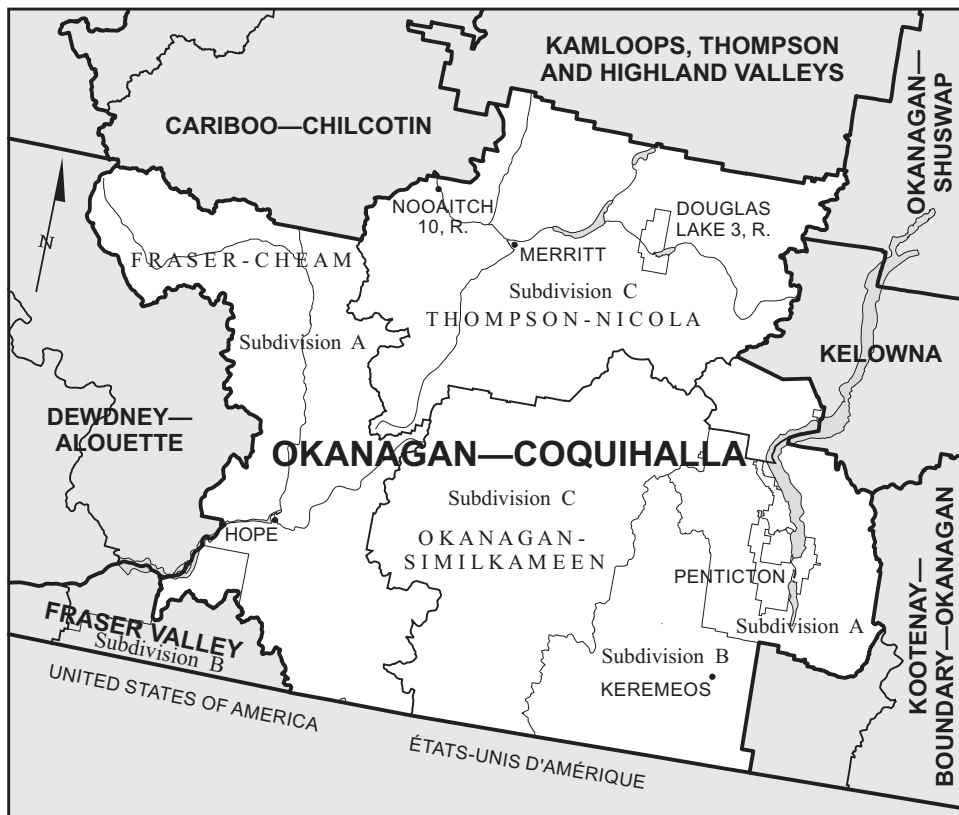 KAMLOOPS, THOMPSON
AND HIGHLAND VALLEYS
OKANAGAN—
SHUSWAP
CARIBOO—CHILCOTIN
N
NOOAITCH
10, R.
DOUGLAS
LAKE 3, R.
MERRITT
FRASER-CHEAM
Subdivision C
THOMPSON-NICOLA
Subdivision A
KELOWNA
DEWDNEY—
ALOUETTE
OKANAGAN—COQUIHALLA
Subdivision C
HOPE
OKANAGAN-
SIMILKAMEEN
PENTICTON
KOOTENAY—
BOUNDARY—OKANAGAN
FRASER VALLEY
Subdivision B
Subdivision A
Subdivision B
KEREMEOS
UNITED STATES OF AMERICA
ÉTATS-UNIS D'AMÉRIQUE